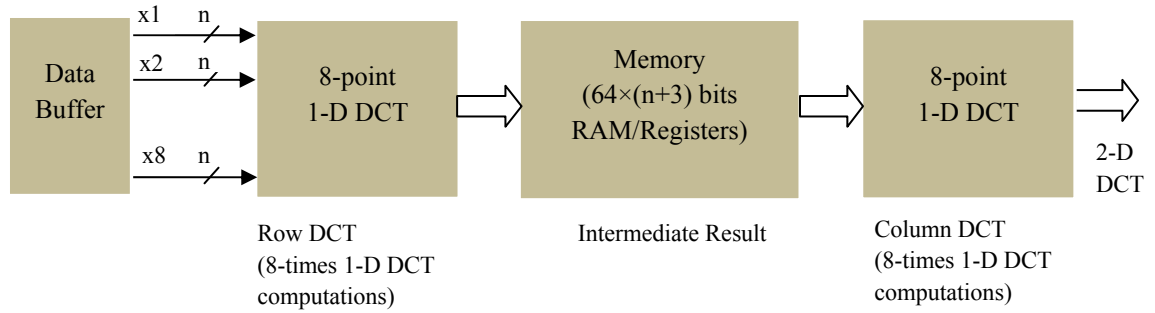 x1 n
x2 n
x8 n
Data
Buffer
8-point
1-D DCT
Memory
(64×(n+3) bits
RAM/Registers)
8-point
1-D DCT
2-D
DCT
Row DCT
(8-times 1-D DCT
computations)
Intermediate Result
Column DCT
(8-times 1-D DCT
computations)